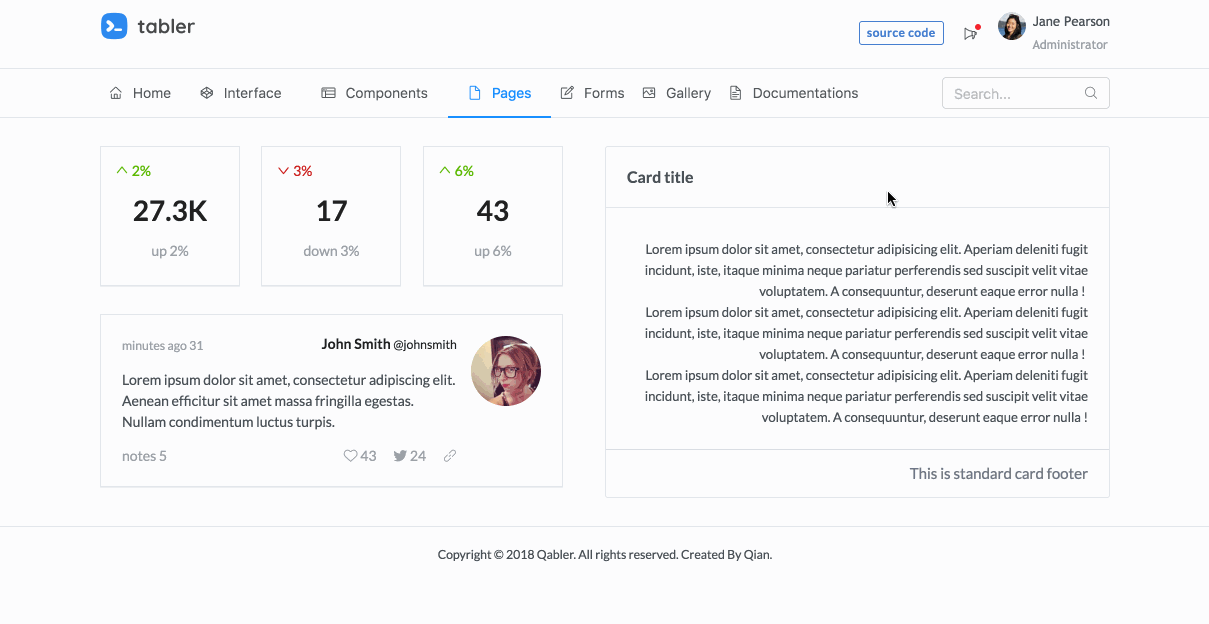 tabler
source code
Jane Pearson
Administrator
Home
Interface
Components
Pages
Forms
Gallery
Documentations
Search...
2%
27.3K
up 2%
3%
17
down 3%
6%
43
up 6%
minutes ago 31
John Smith @johnsmith
Lorem ipsum dolor sit amet, consectetur adipiscing elit.
Aenean efficitur sit amet massa fringilla egestas.
Nullam condimentum luctus turpis.
notes 5
43
24
Card title
Lorem ipsum dolor sit amet, consectetur adipisicing elit. Aperiam deleniti fugit
incidunt, iste, itaque minima neque pariatur perferendis sed suscipit velit vitae
voluptatem. A consequuntur, deserunt eaque error nulla !
Lorem ipsum dolor sit amet, consectetur adipisicing elit. Aperiam deleniti fugit
incidunt, iste, itaque minima neque pariatur perferendis sed suscipit velit vitae
voluptatem. A consequuntur, deserunt eaque error nulla !
Lorem ipsum dolor sit amet, consectetur adipisicing elit. Aperiam deleniti fugit
incidunt, iste, itaque minima neque pariatur perferendis sed suscipit velit vitae
voluptatem. A consequuntur, deserunt eaque error nulla !
This is standard card footer
Copyright © 2018 Qabler. All rights reserved. Created By Qian.